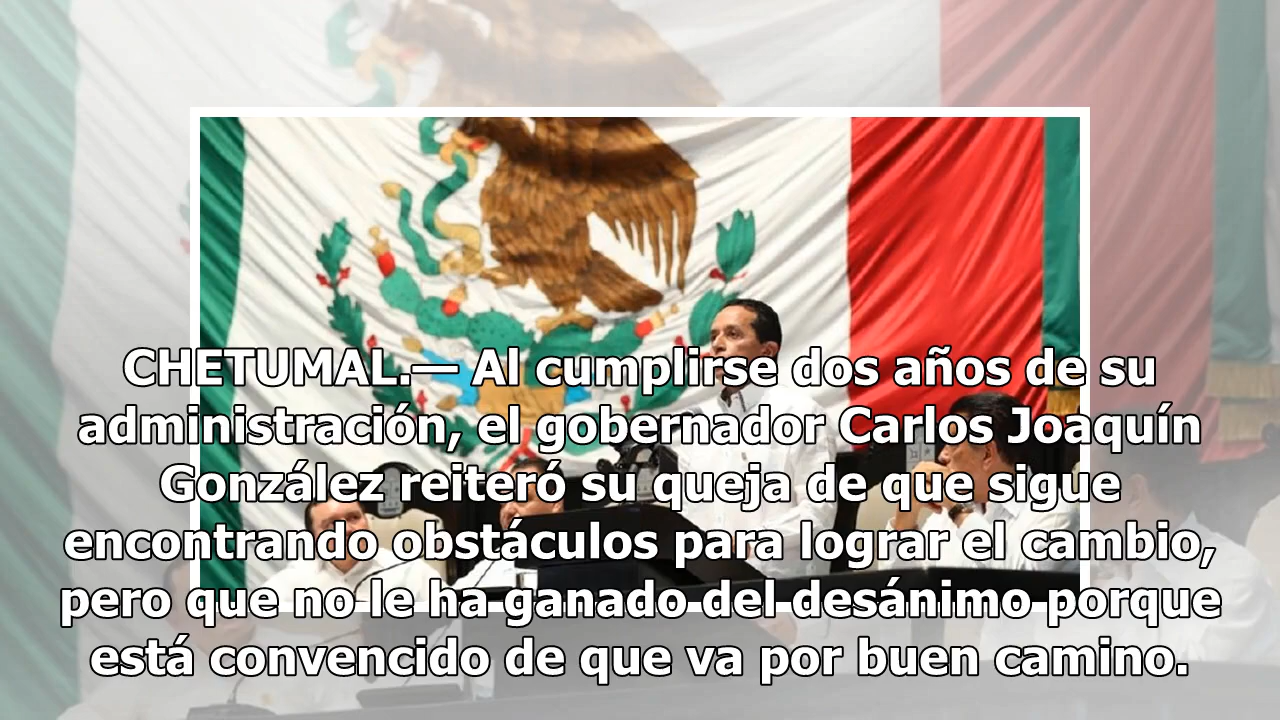 CHETUMAL.— Al cumplirse dos años de su
administración, el gobernador Carlos Joaquín
González reiteró su queja de que sigue
encontrando obstáculos para lograr el cambio,
pero que no le ha ganado del desánimo porque
está convencido de que va por buen camino.